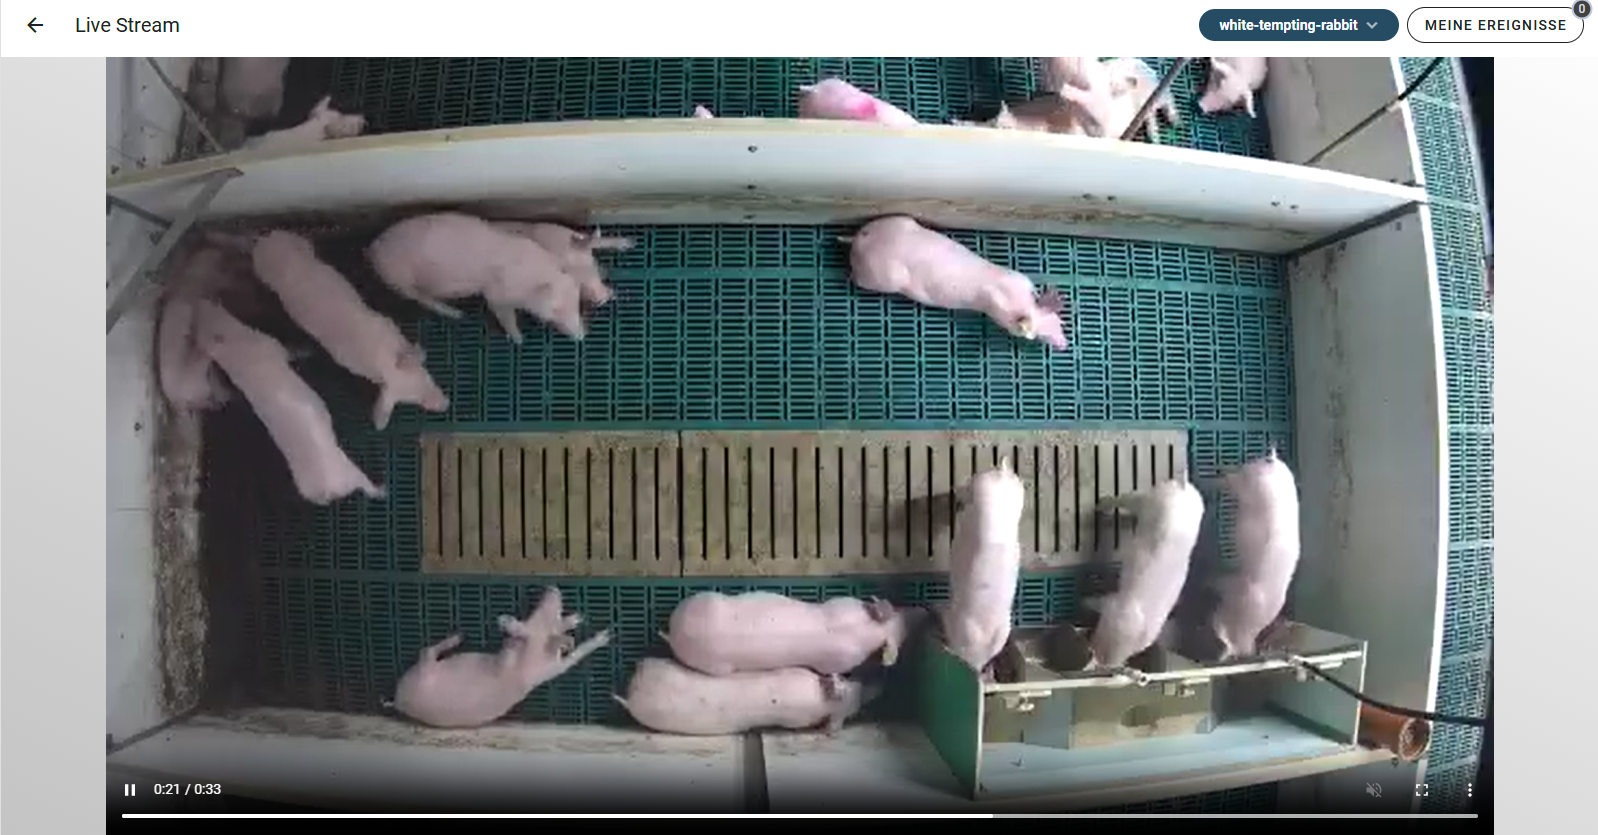 Live Stream
white-tempting-rabbit
MEINE EREIGNISSE
0
0:21 / 0:33